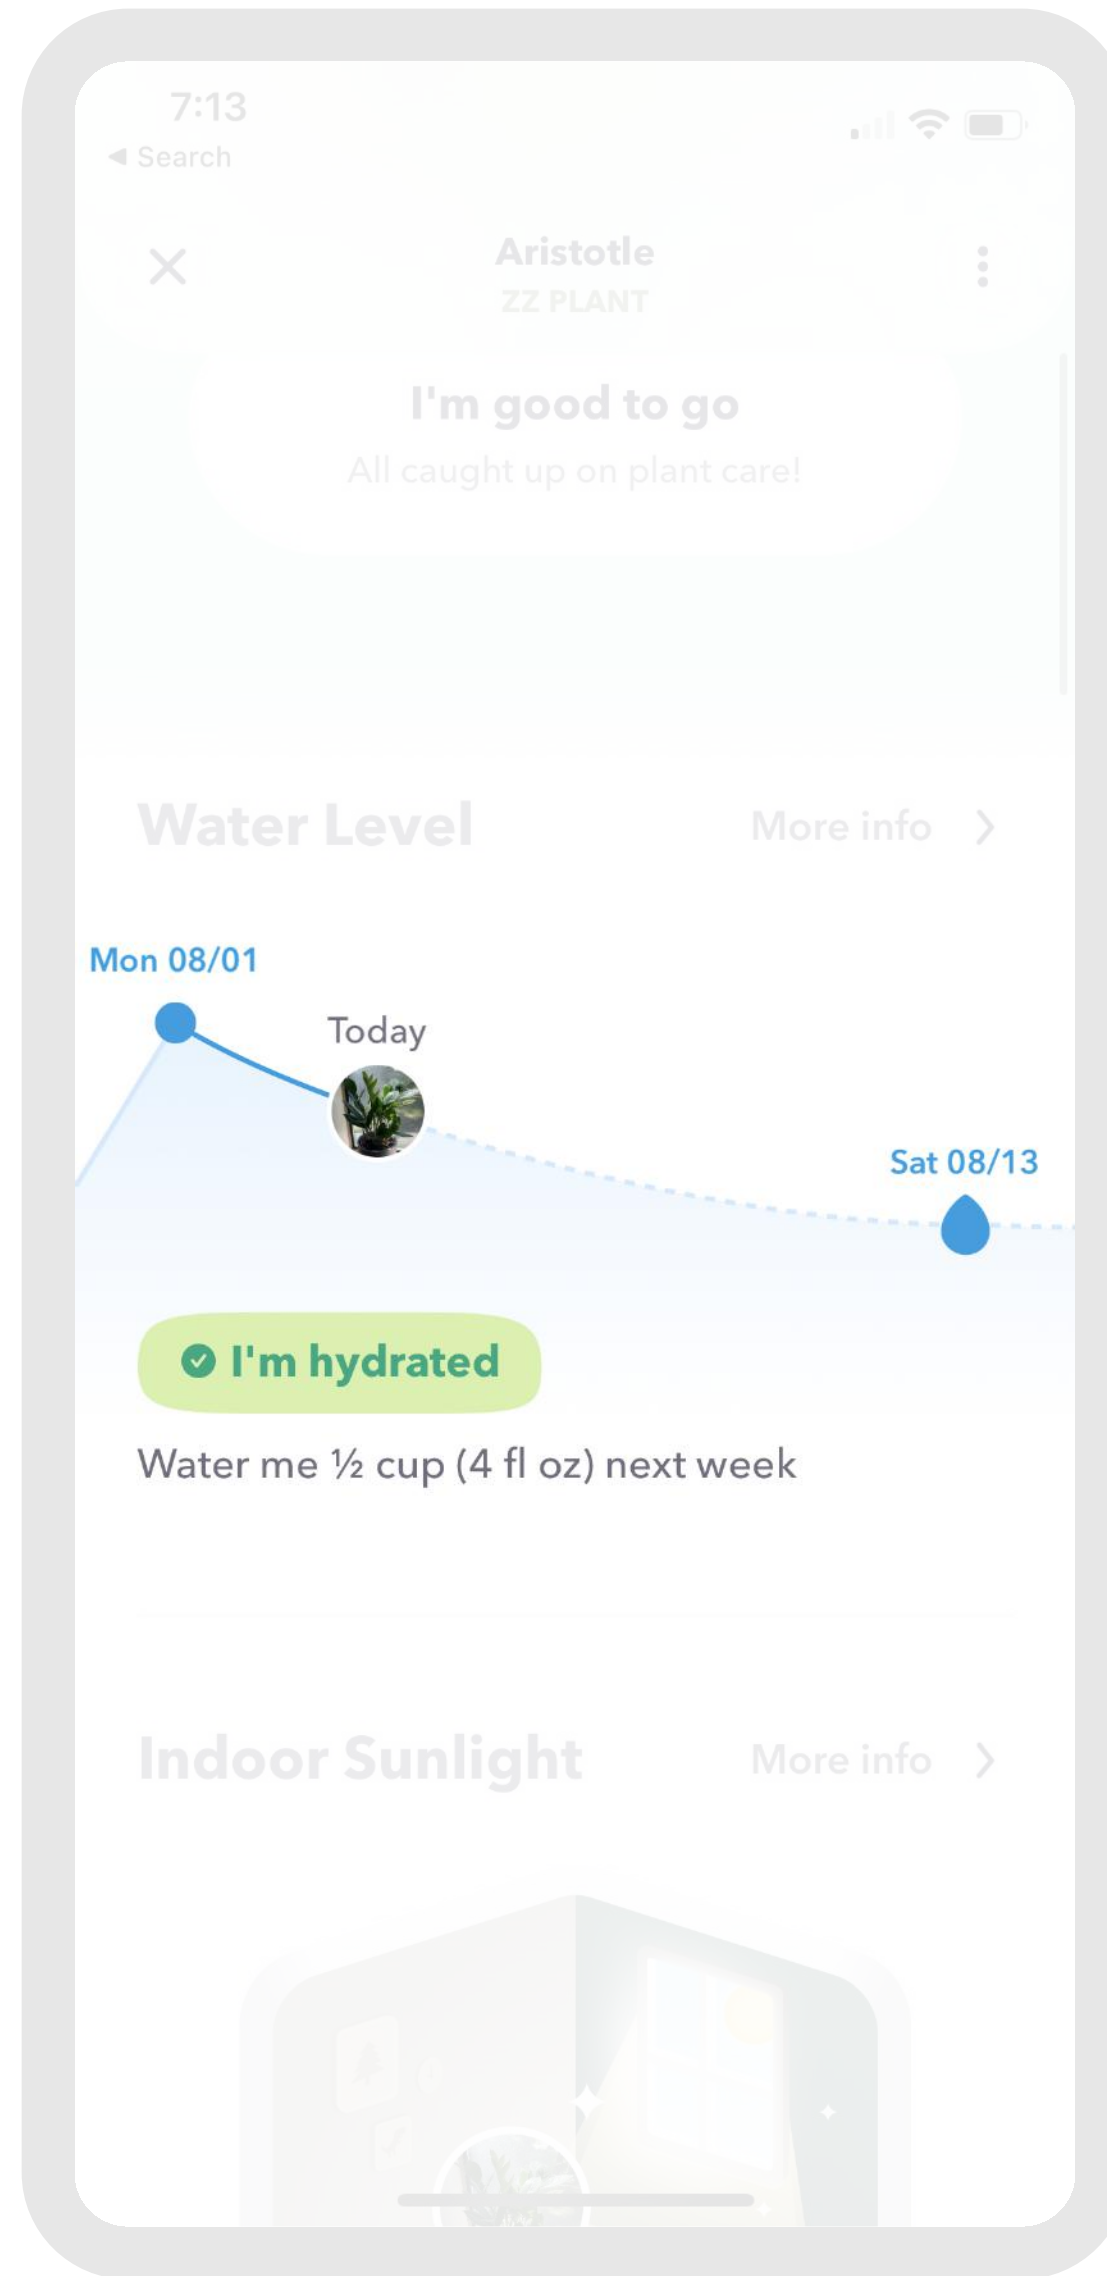 7:13
◀ Search
Aristotle
ZZ PLANT
I'm good to go
All caught up on plant care!
Water Level
More info
Mon 08/01
Today
Sat 08/13
I'm hydrated
Water me ½ cup (4 fl oz) next week
Indoor Sunlight
More info